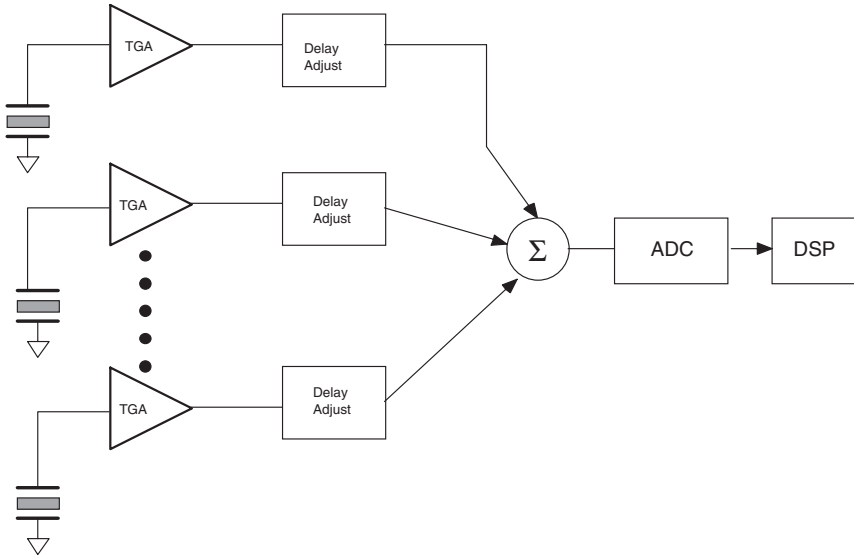 TGA
Delay
Adjust
TGA
Delay
Adjust
Σ
ADC
DSP
TGA
Delay
Adjust